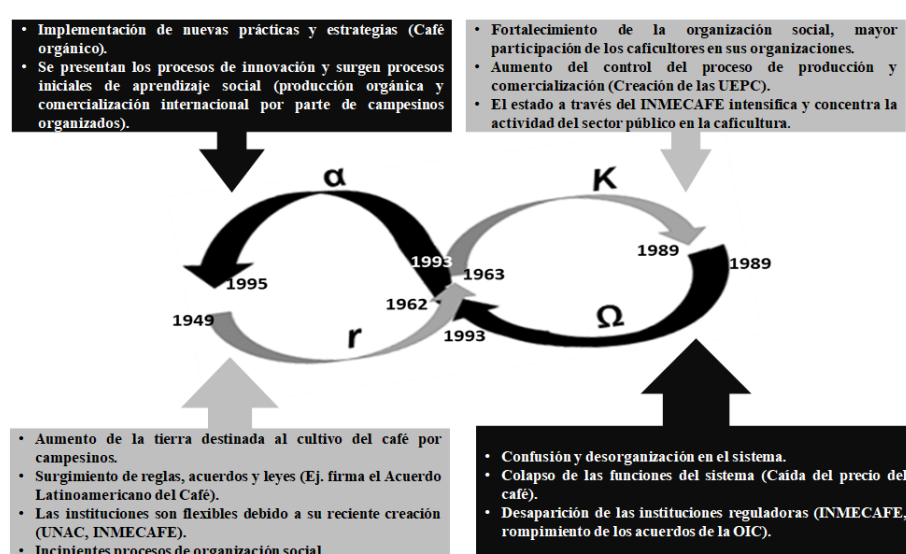 • Implementación de nuevas prácticas y estrategias (Café
orgánico).
• Se presentan los procesos de innovación y surgen procesos
iniciales de aprendizaje social (producción orgánica y
comercialización internacional por parte de campesinos
organizados).
• Fortalecimiento de la organización social, mayor
participación de los caficultores en sus organizaciones.
• Aumento del control del proceso de producción y
comercialización (Creación de las UEPC).
• El estado a través del INMECAFE intensifica y concentra la
actividad del sector público en la caficultura.
α
K
1993
1963
1989
1989
1995
1949
1962
1993
r
Ω
• Aumento de la tierra destinada al cultivo del café por
campesinos.
• Surgimiento de reglas, acuerdos y leyes (Ej. firma el Acuerdo
Latinoamericano del Café).
• Las instituciones son flexibles debido a su reciente creación
(UNAC, INMECAFE).
• Incipientes procesos de organización social
• Confusión y desorganización en el sistema.
• Colapso de las funciones del sistema (Caída del precio del
café).
• Desaparición de las instituciones reguladoras (INMECAFE,
rompimiento de los acuerdos de la OIC).